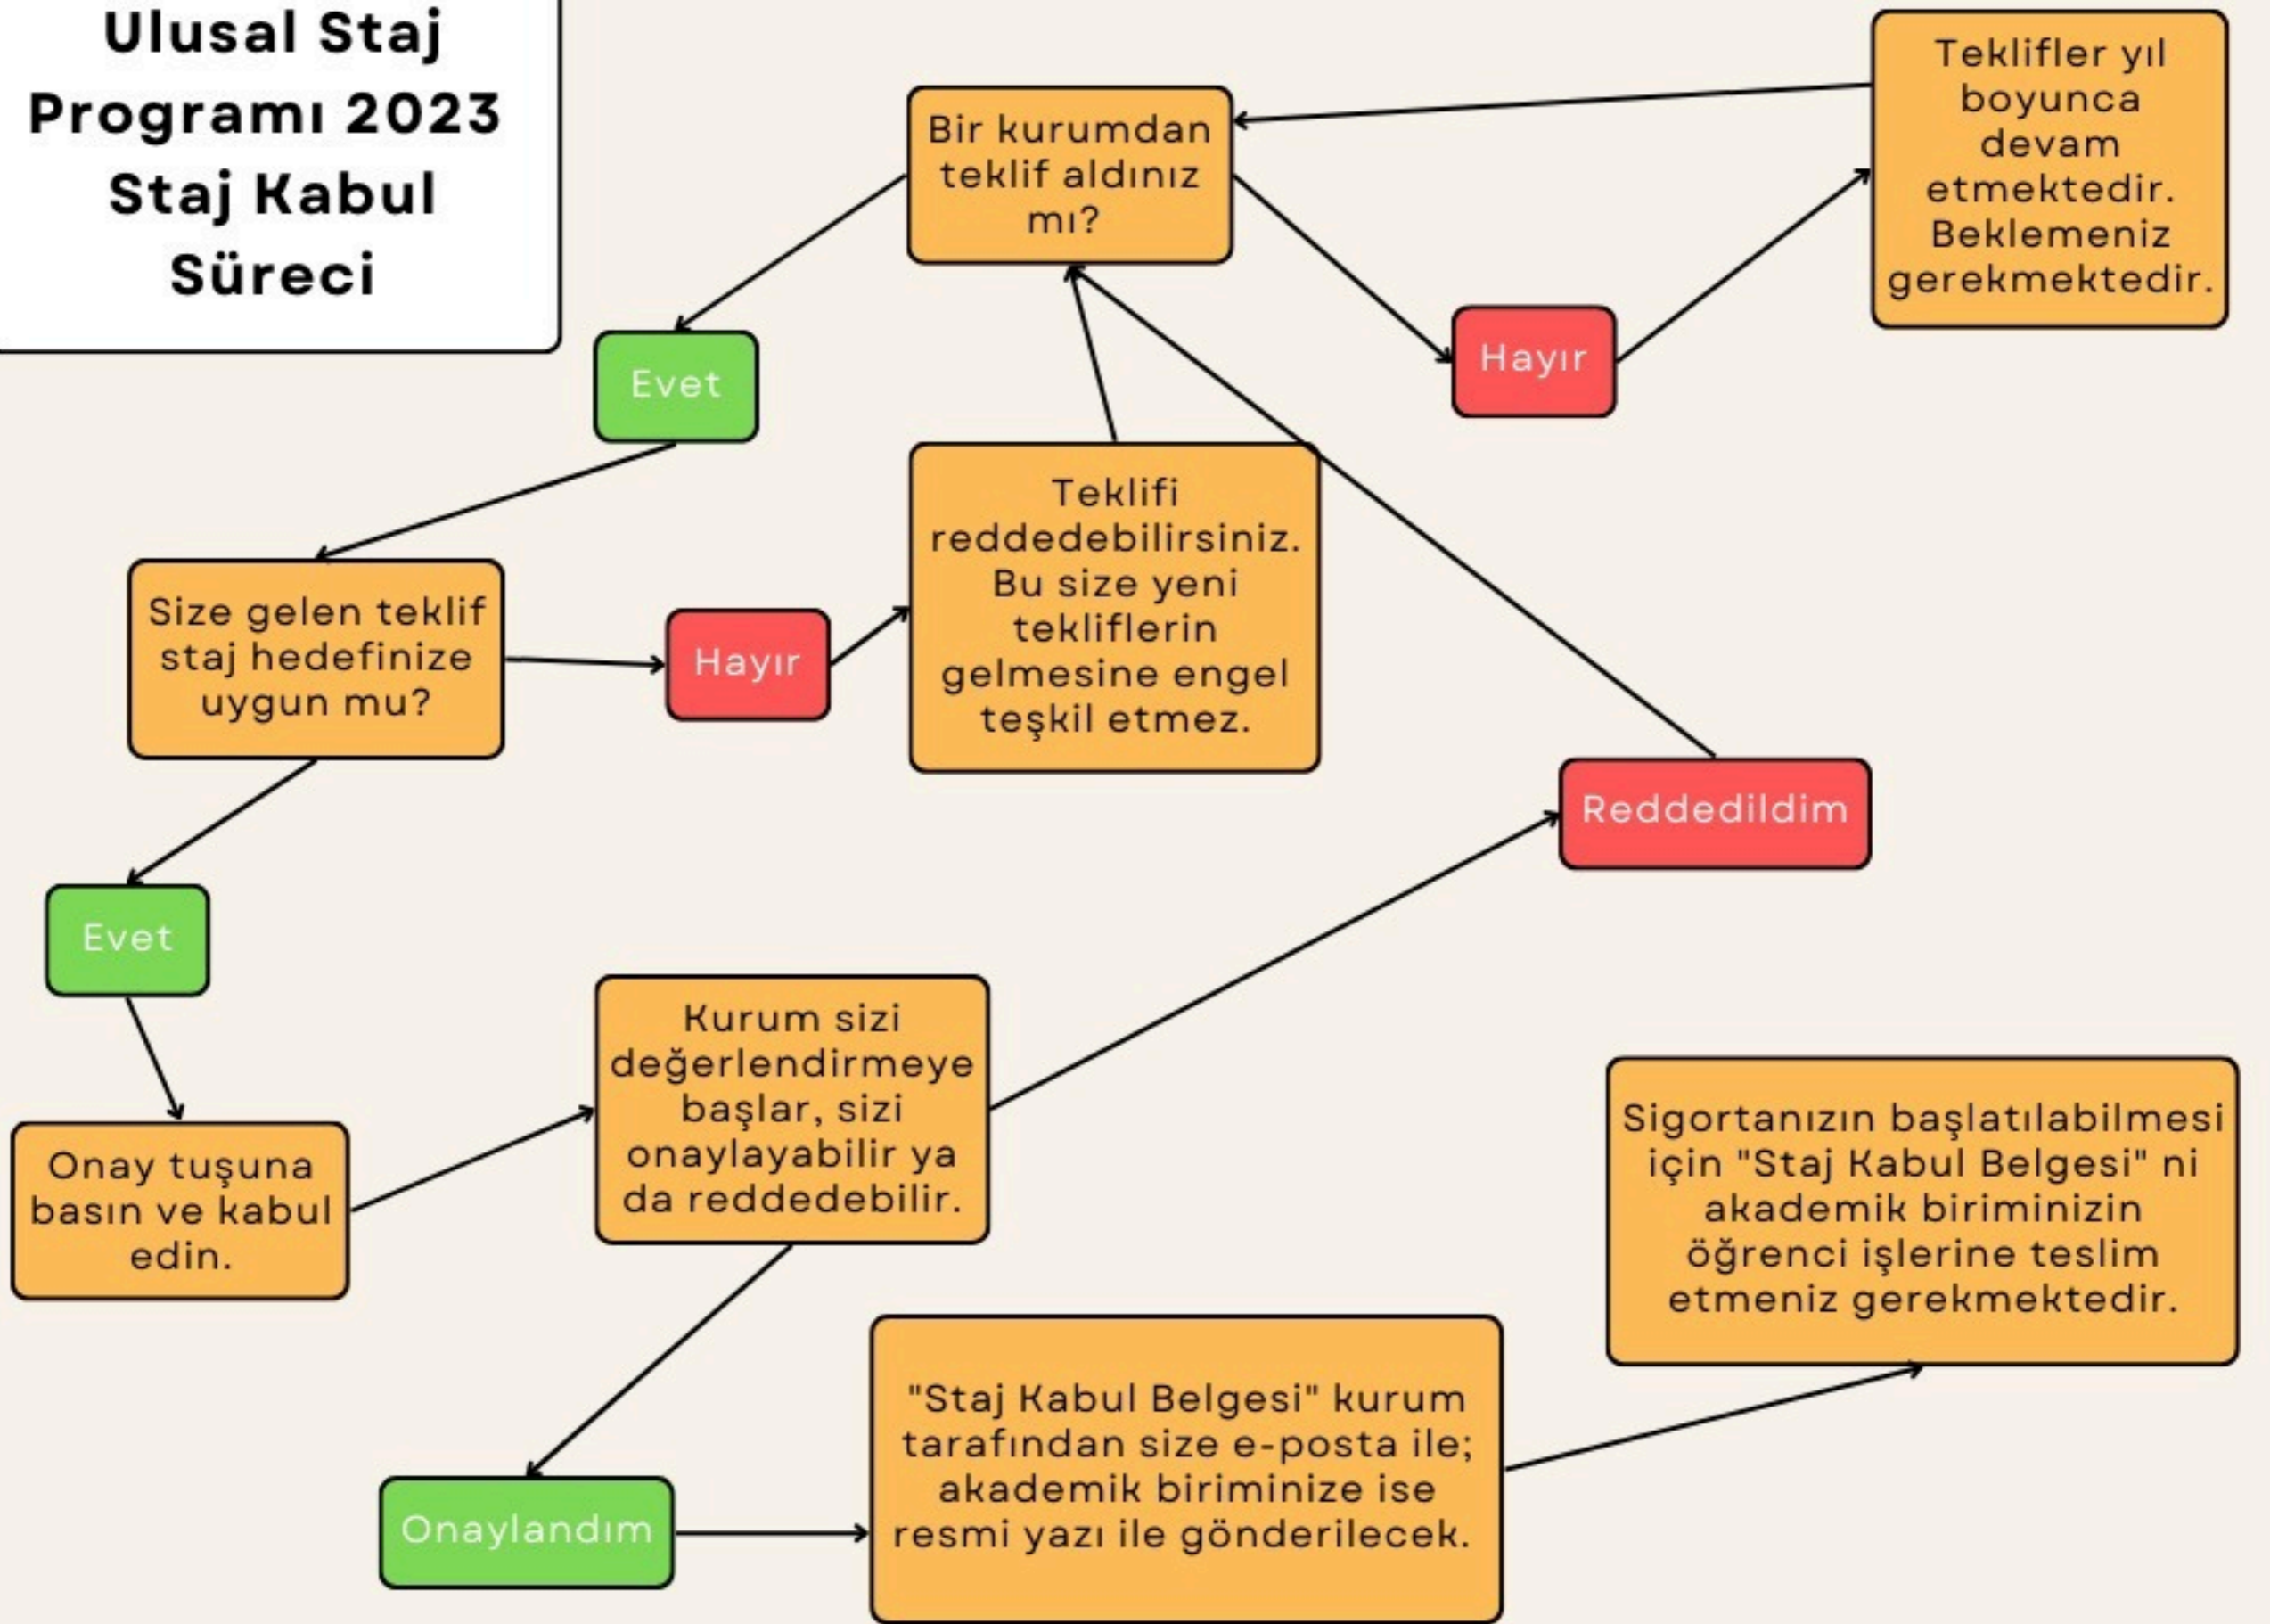 Ulusal Staj
Programı 2023
Staj Kabul
Süreci
Bir kurumdan
teklif aldınız
mı?
Teklifler yıl
boyunca
devam
etmektedir.
Beklemeniz
gerekmektedir.
Evet
Hayır
Teklifi
reddedebilirsiniz.
Bu size yeni
tekliflerin
gelmesine engel
teşkil etmez.
Size gelen teklif
staj hedefinize
uygun mu?
Hayır
Reddedildim
Evet
Kurum sizi
değerlendirmeye
başlar, sizi
onaylayabilir ya
da reddedebilir.
Onay tuşuna
basın ve kabul
edin.
Sigortanızın başlatılabilmesi
için "Staj Kabul Belgesi" ni
akademik biriminizin
öğrenci işlerine teslim
etmeniz gerekmektedir.
"Staj Kabul Belgesi" kurum
tarafından size e-posta ile;
akademik biriminize ise
resmi yazı ile gönderilecek.
Onaylandım